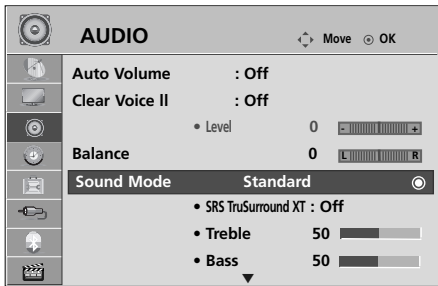 AUDIO Move OK
Auto Volume : Off
Clear Voice ll : Off
• Level 0 - +
Balance 0 L R
Sound Mode Standard
• SRS TruSurround XT : Off
• Treble 50
• Bass 50